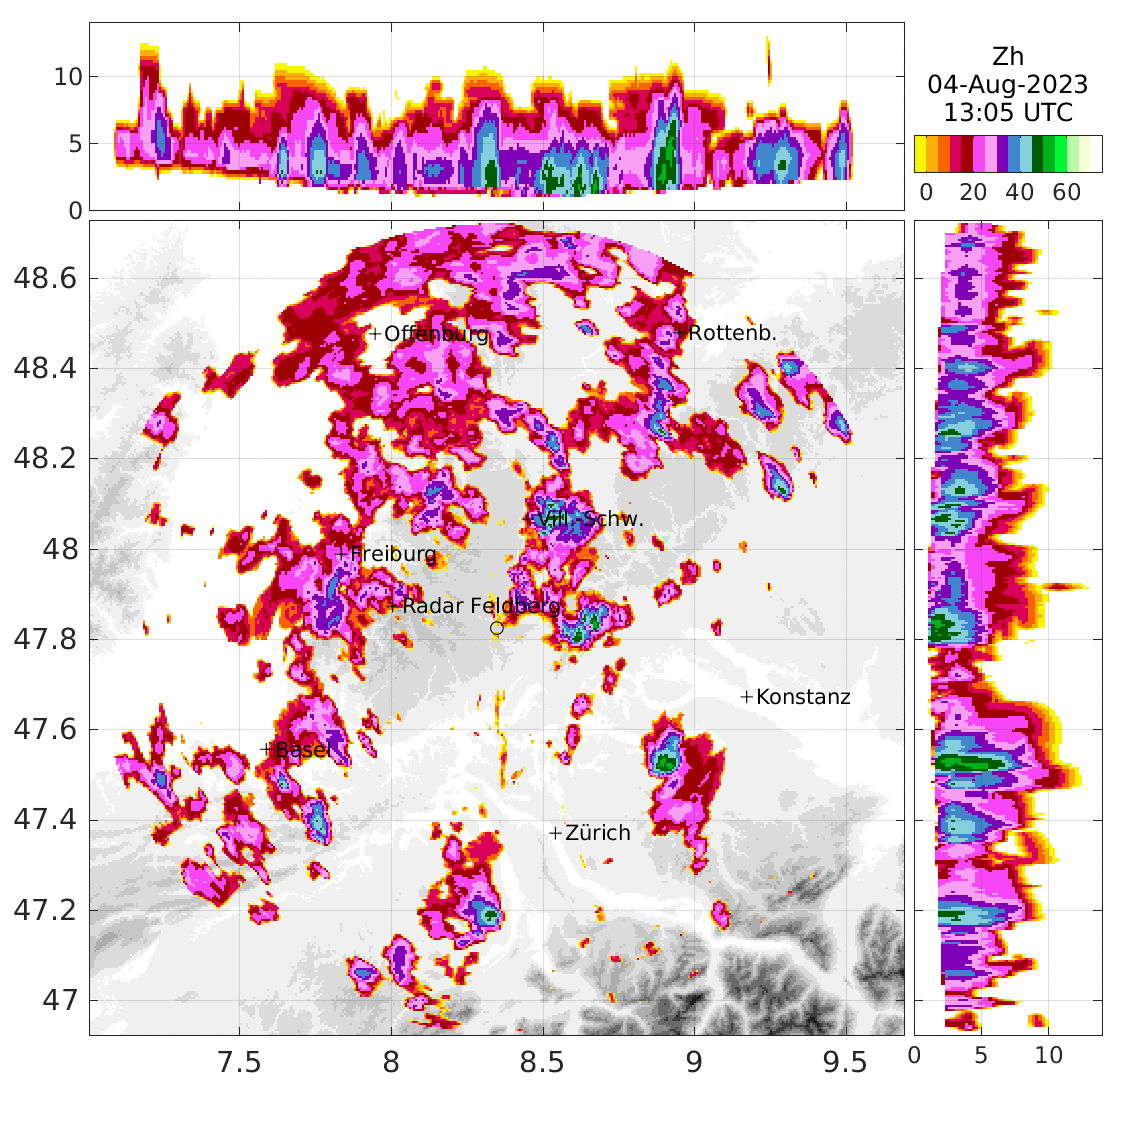 Zh
04-Aug-2023
13:05 UTC
10
5
0
0 20 40 60
48.6
Offenburg
Rottenb.
48.4
48.2
Vill.-Schw.
48
Freiburg
Radar Feldberg
47.8
Konstanz
47.6
Basel
47.4
Zürich
47.2
47
7.5 8 8.5 9 9.5
0 5 10